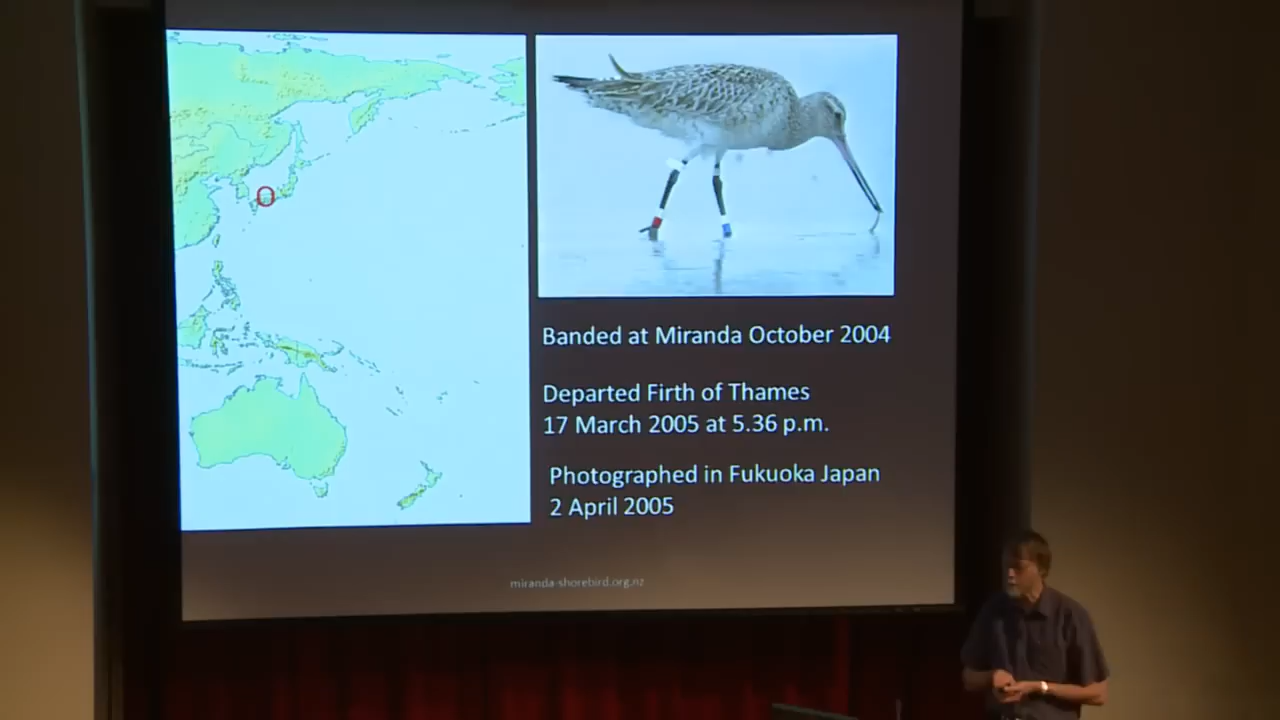 Banded at Miranda October 2004
Departed Firth of Thames
17 March 2005 at 5.36 p.m.
Photographed in Fukuoka Japan
2 April 2005
miranda-shorebird.org.nz